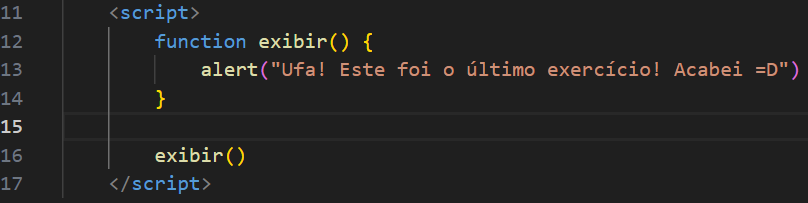 11 <script>
12 function exibir() {
13 alert("Ufa! Este foi o último exercício! Acabei =D")
14 }
15
16 exibir()
17 </script>